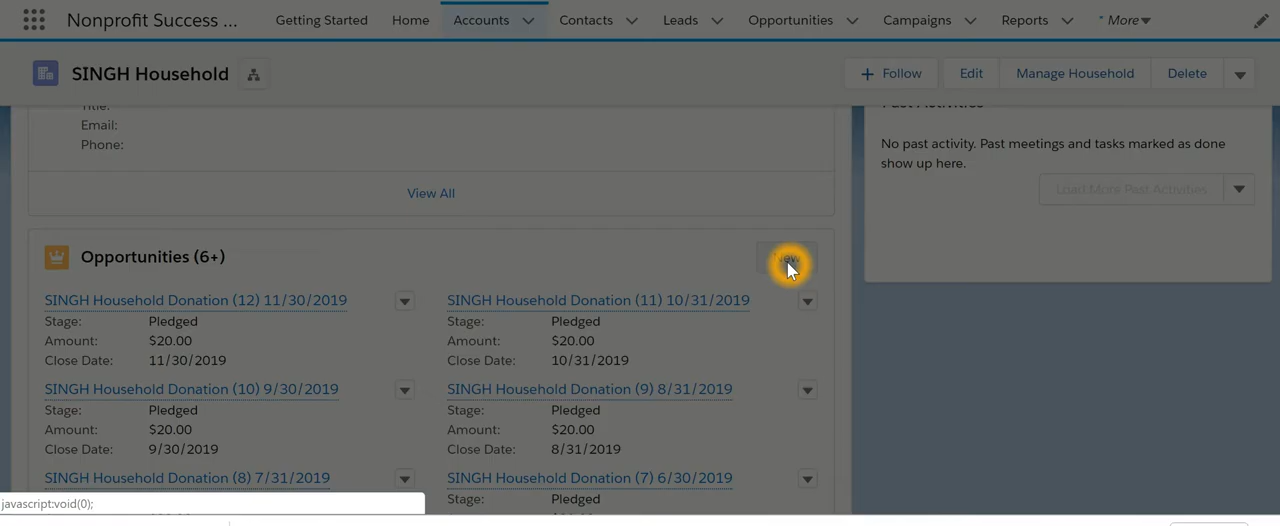 Nonprofit Success ... Getting Started Home Accounts Contacts Leads Opportunities Campaigns Reports * More
SINGH Household Follow Edit Manage Household Delete
Title:
Email:
Phone:
View All
Past Activities
No past activity. Past meetings and tasks marked as done
show up here.
Load More Past Activities
Opportunities (6+) New
SINGH Household Donation (12) 11/30/2019 SINGH Household Donation (11) 10/31/2019
Stage: Pledged Stage: Pledged
Amount: $20.00 Amount: $20.00
Close Date: 11/30/2019 Close Date: 10/31/2019
SINGH Household Donation (10) 9/30/2019 SINGH Household Donation (9) 8/31/2019
Stage: Pledged Stage: Pledged
Amount: $20.00 Amount: $20.00
Close Date: 9/30/2019 Close Date: 8/31/2019
SINGH Household Donation (8) 7/31/2019 SINGH Household Donation (7) 6/30/2019
Stage: Pledged
javascript:void(0);